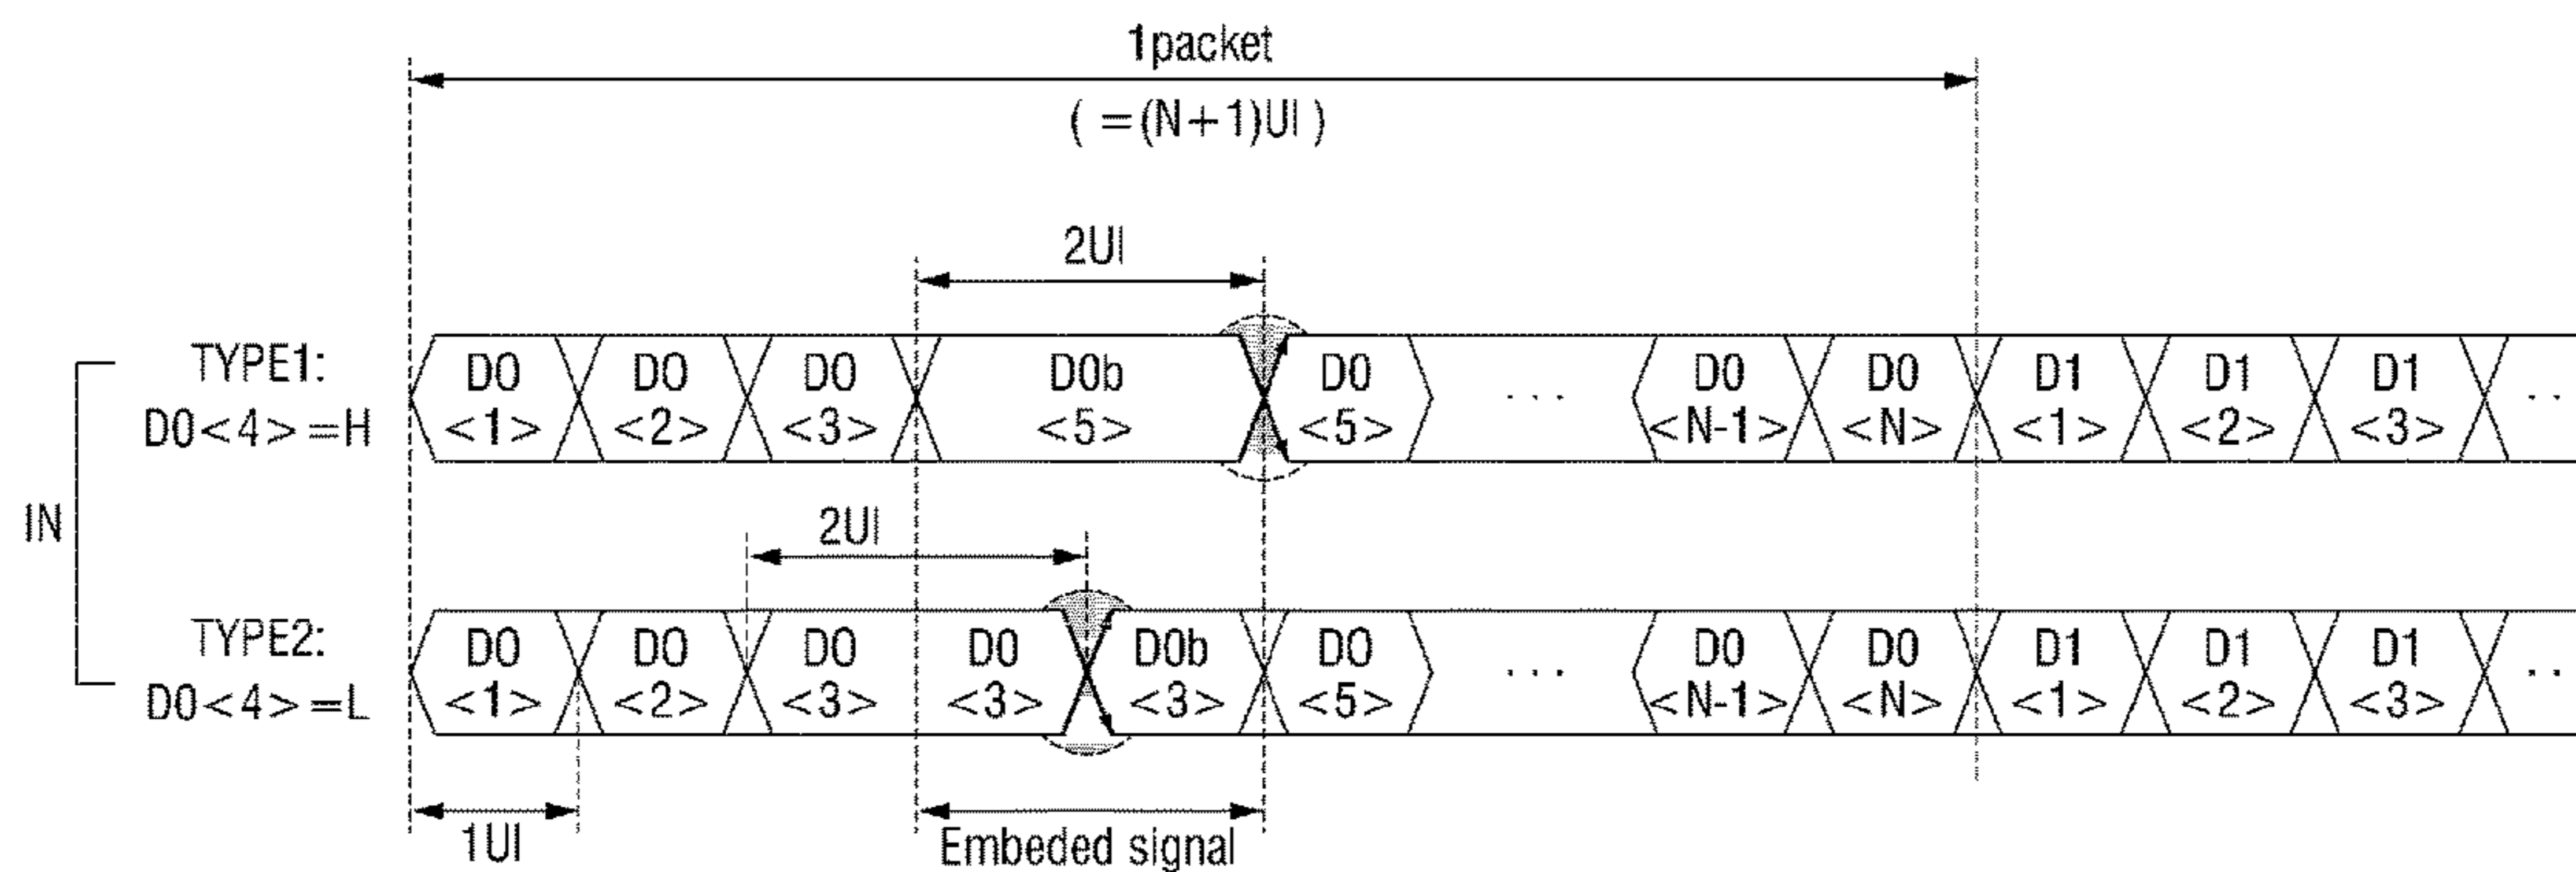 1packet
( =(N+1)UI )
2UI
TYPE1:
D0<4>=H
D0 D0 D0 D0b D0 ... D0 D0 D1 D1 D1 ..
<1> <2> <3> <5> <5> <N-1> <N> <1> <2> <3>
IN
2UI
TYPE2:
D0<4>=L
D0 D0 D0 D0 D0b D0 ... D0 D0 D1 D1 D1 ..
<1> <2> <3> <3> <3> <5> <N-1> <N> <1> <2> <3>
1UI
Embeded signal